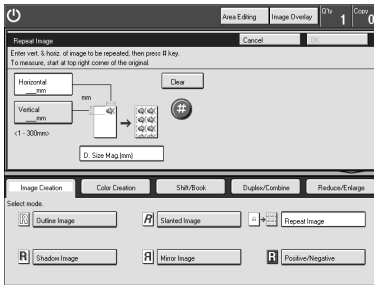 Area Editing Image Overlay Q'ty 1 Copy 0
Repeat Image Cancel OK
Enter vert. & horiz. of image to be repeated, then press # key.
To measure, start at top right corner of the original.
Horizontal
___mm
Clear
mm
#
Vertical
___mm
<1 - 300mm>
D. Size Mag.(mm)
Image Creation Color Creation Shift/Book Duplex/Combine Reduce/Enlarge
Select mode.
R Outline Image R Slanted Image R Repeat Image
R Shadow Image R Mirror Image R Positive/Negative